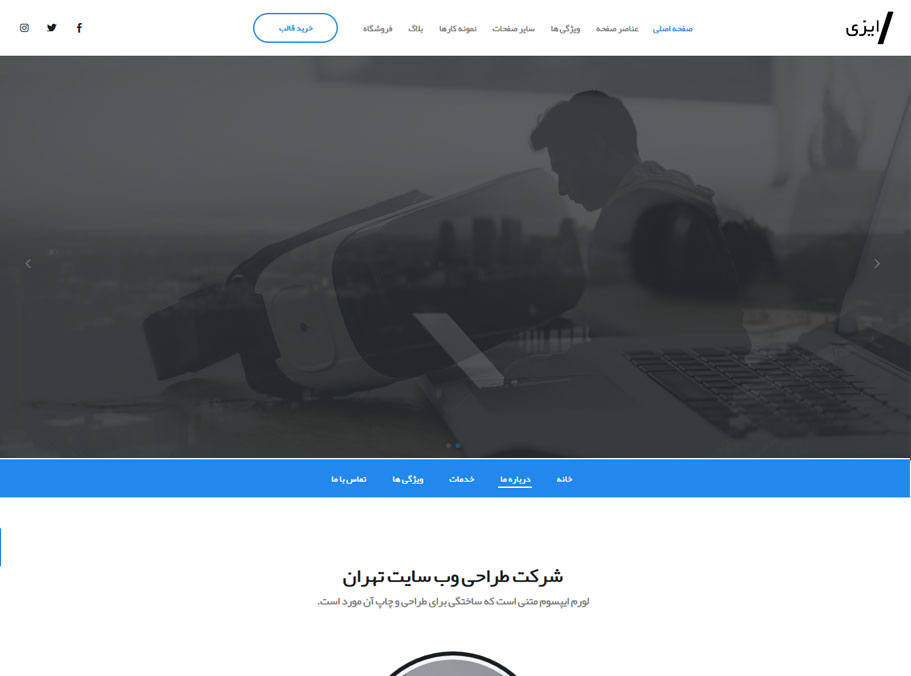 ایزی
صفحه اصلی عناصر صفحه ویژگی ها سایر صفحات نمونه کارها بلاگ فروشگاه خرید قالب
خانه درباره ما خدمات ویژگی ها تماس با ما
شرکت طراحی وب سایت تهران
لورم ایپسوم متنی است که ساختگی برای طراحی و چاپ آن مورد است.